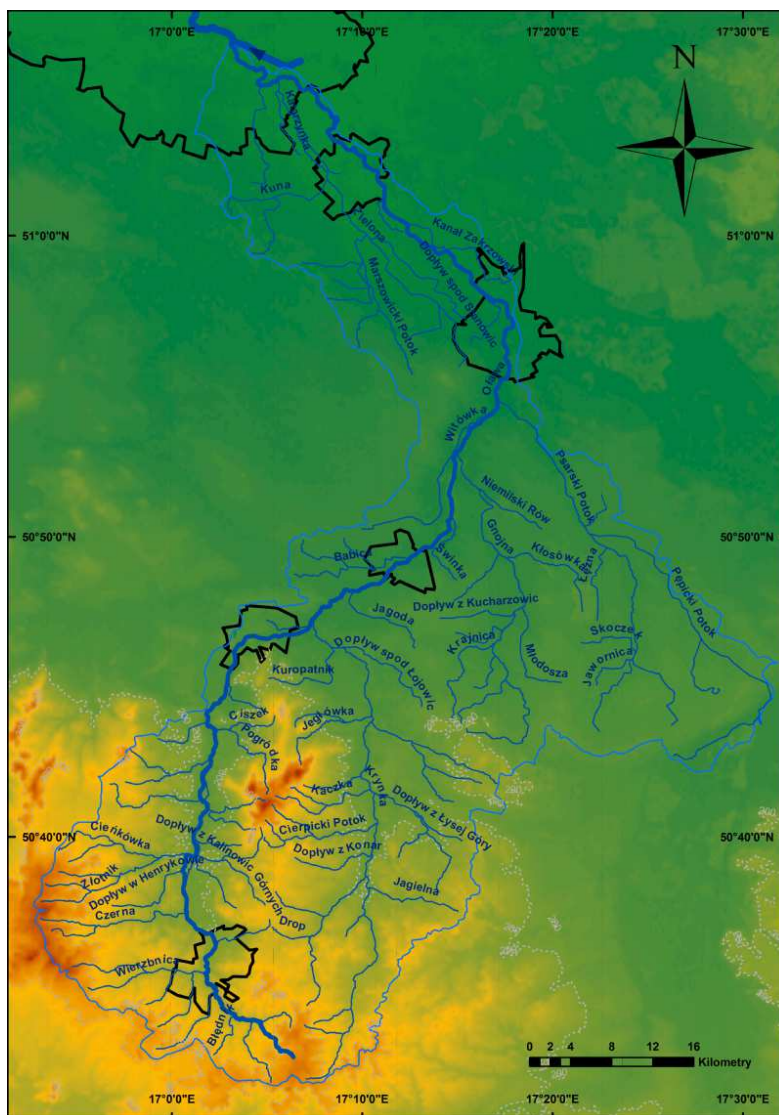 17°0'0"E
17°10'0"E
17°20'0"E
17°30'0"E
N
Kuna
Zielona
Kanał Zakrzowski
51°0'0"N
51°0'0"N
Dopływ spod Stanowic
Marszowicki Potok
Oława
Witówka
Psarski Potok
Niemilski Rów
50°50'0"N
50°50'0"N
Gnojna
Kłosówka
Babica
Świnka
Łężna
Pępicki Potok
Jagoda
Dopływ z Kucharzowic
Krajnica
Młodosza
Skoczek
Jawornica
Dopływ spod Łojowic
Kuropatnik
Ciszek
Jegłówka
Pogródka
Krynka
Kaczka
Dopływ z Łysej Góry
50°40'0"N
50°40'0"N
Cieńkówka
Dopływ z Kalinowic Górnych
Cierpicki Potok
Dopływ z Konar
Złotnik
Dopływ w Henrykowie
Jagielna
Czerna
Drop
Wierzbnica
0 2 4 8 12 16
Kilometry
17°0'0"E
17°10'0"E
17°20'0"E
17°30'0"E